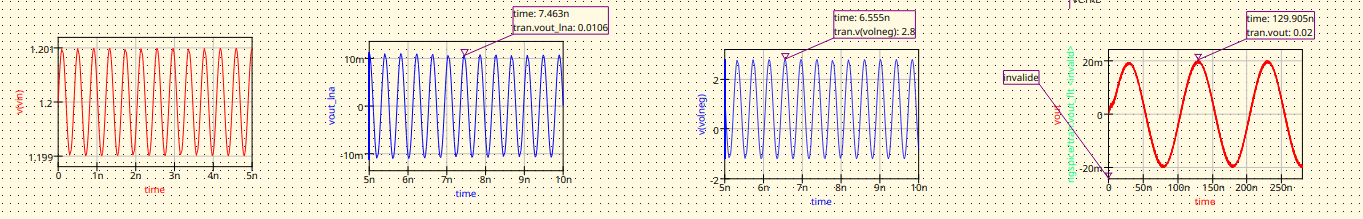 VCTRL
time: 7.463n
tran.vout_lna: 0.0106
time: 6.555n
tran.v(volneg): 2.8
time: 129.905n
tran.vout: 0.02
1.201
1.2
1.199
v(vin)
0
1n
2n
3n
4n
5n
time
10m
0
-10m
vout_lna
5n
6n
7n
8n
9n
10n
time
2
0
-2
v(volneg)
5n
6n
7n
8n
9n
10n
time
invalide
20m
0
-20m
vout
<invalid>
0
50n
100n
150n
200n
250n
time